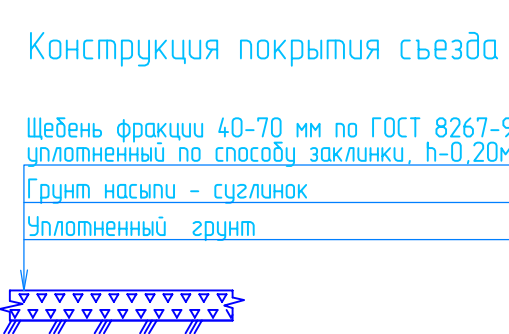 Конструкция покрытия съезда
Щебень фракции 40-70 мм по ГОСТ 8267-9
уплотненный по способу заклинки, h-0,20м
Грунт насыпи - суглинок
Уплотненный грунт